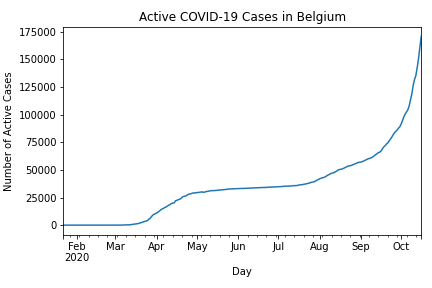 Active COVID-19 Cases in Belgium
175000
150000
125000
100000
75000
50000
25000
0
Number of Active Cases
Feb Mar Apr May Jun Jul Aug Sep Oct
2020
Day